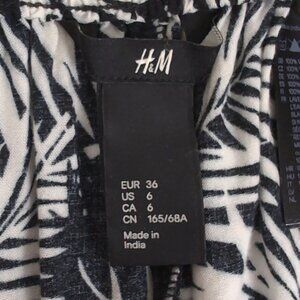 H&M
EUR 36
US 6
CA 6
CN 165/68A
Made in
India